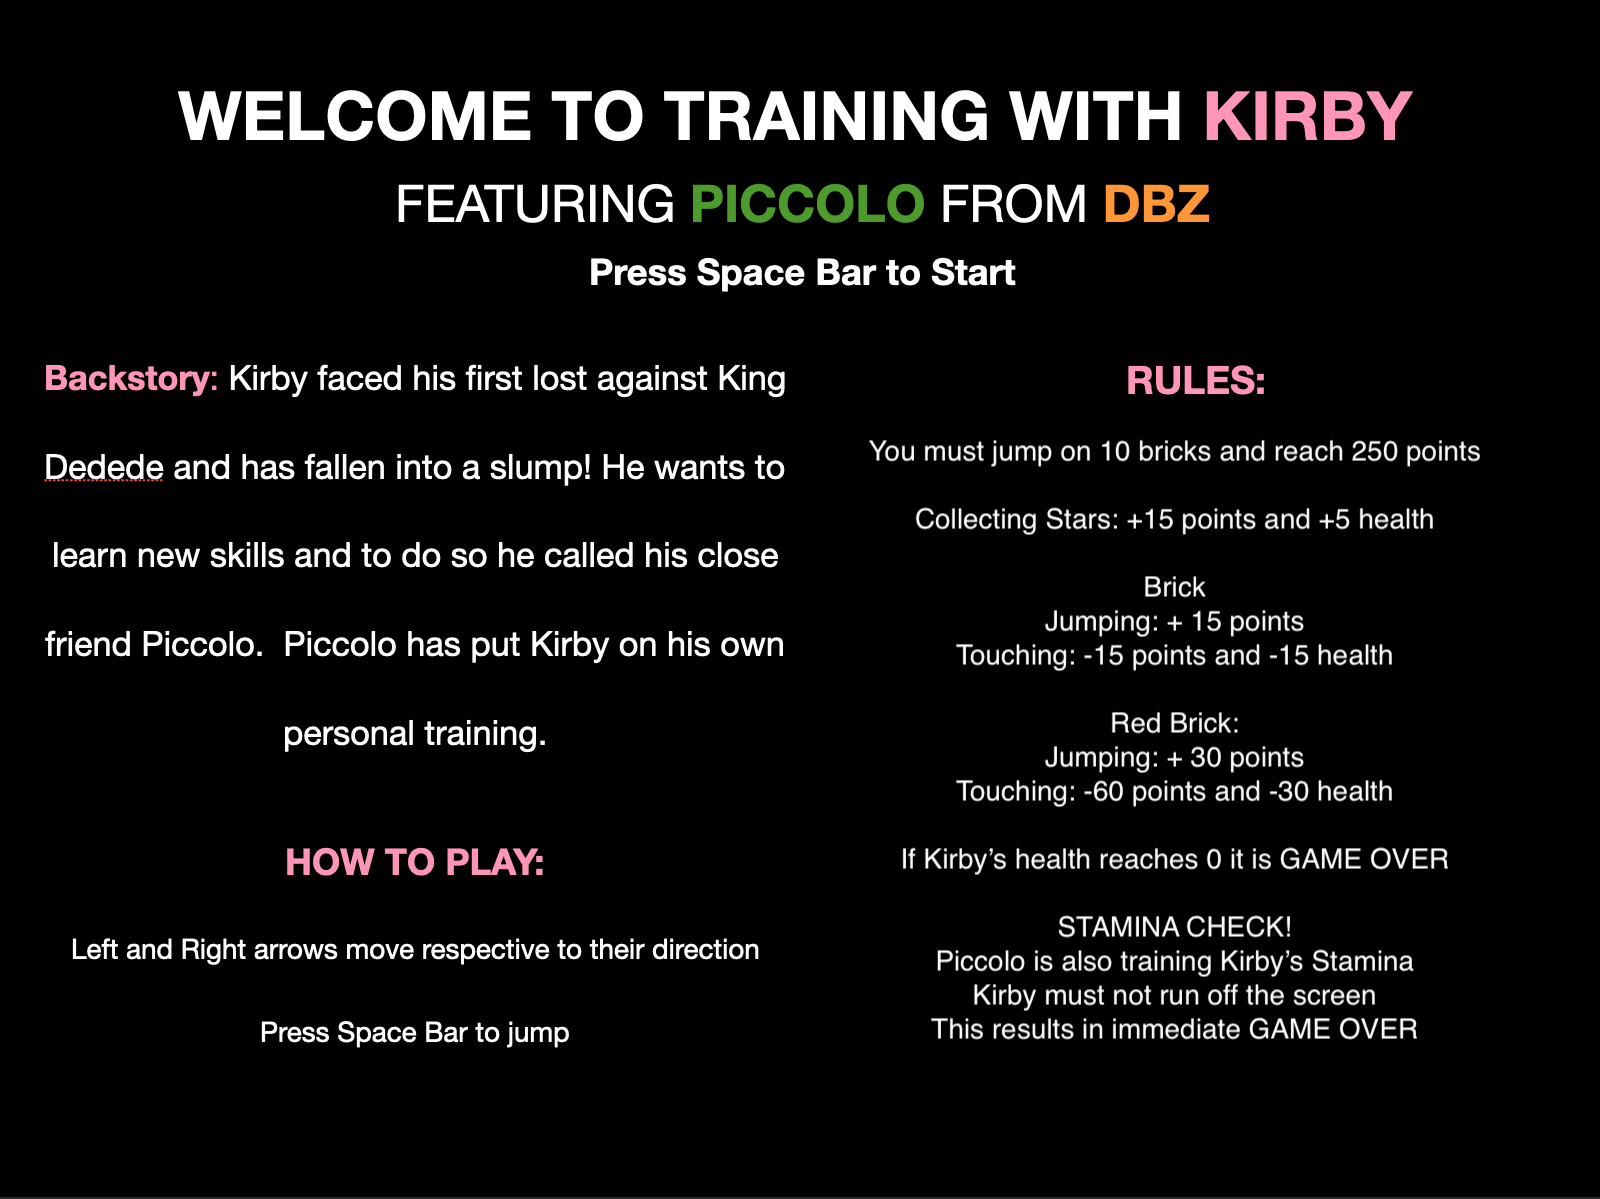 WELCOME TO TRAINING WITH KIRBY
FEATURING PICCOLO FROM DBZ
Press Space Bar to Start
Backstory: Kirby faced his first lost against King
Dedede and has fallen into a slump! He wants to
learn new skills and to do so he called his close
friend Piccolo.  Piccolo has put Kirby on his own
personal training.
HOW TO PLAY:
Left and Right arrows move respective to their direction
Press Space Bar to jump
RULES:
You must jump on 10 bricks and reach 250 points
Collecting Stars: +15 points and +5 health
Brick
Jumping: + 15 points
Touching: -15 points and -15 health
Red Brick:
Jumping: + 30 points
Touching: -60 points and -30 health
If Kirby’s health reaches 0 it is GAME OVER
STAMINA CHECK!
Piccolo is also training Kirby’s Stamina
Kirby must not run off the screen
This results in immediate GAME OVER